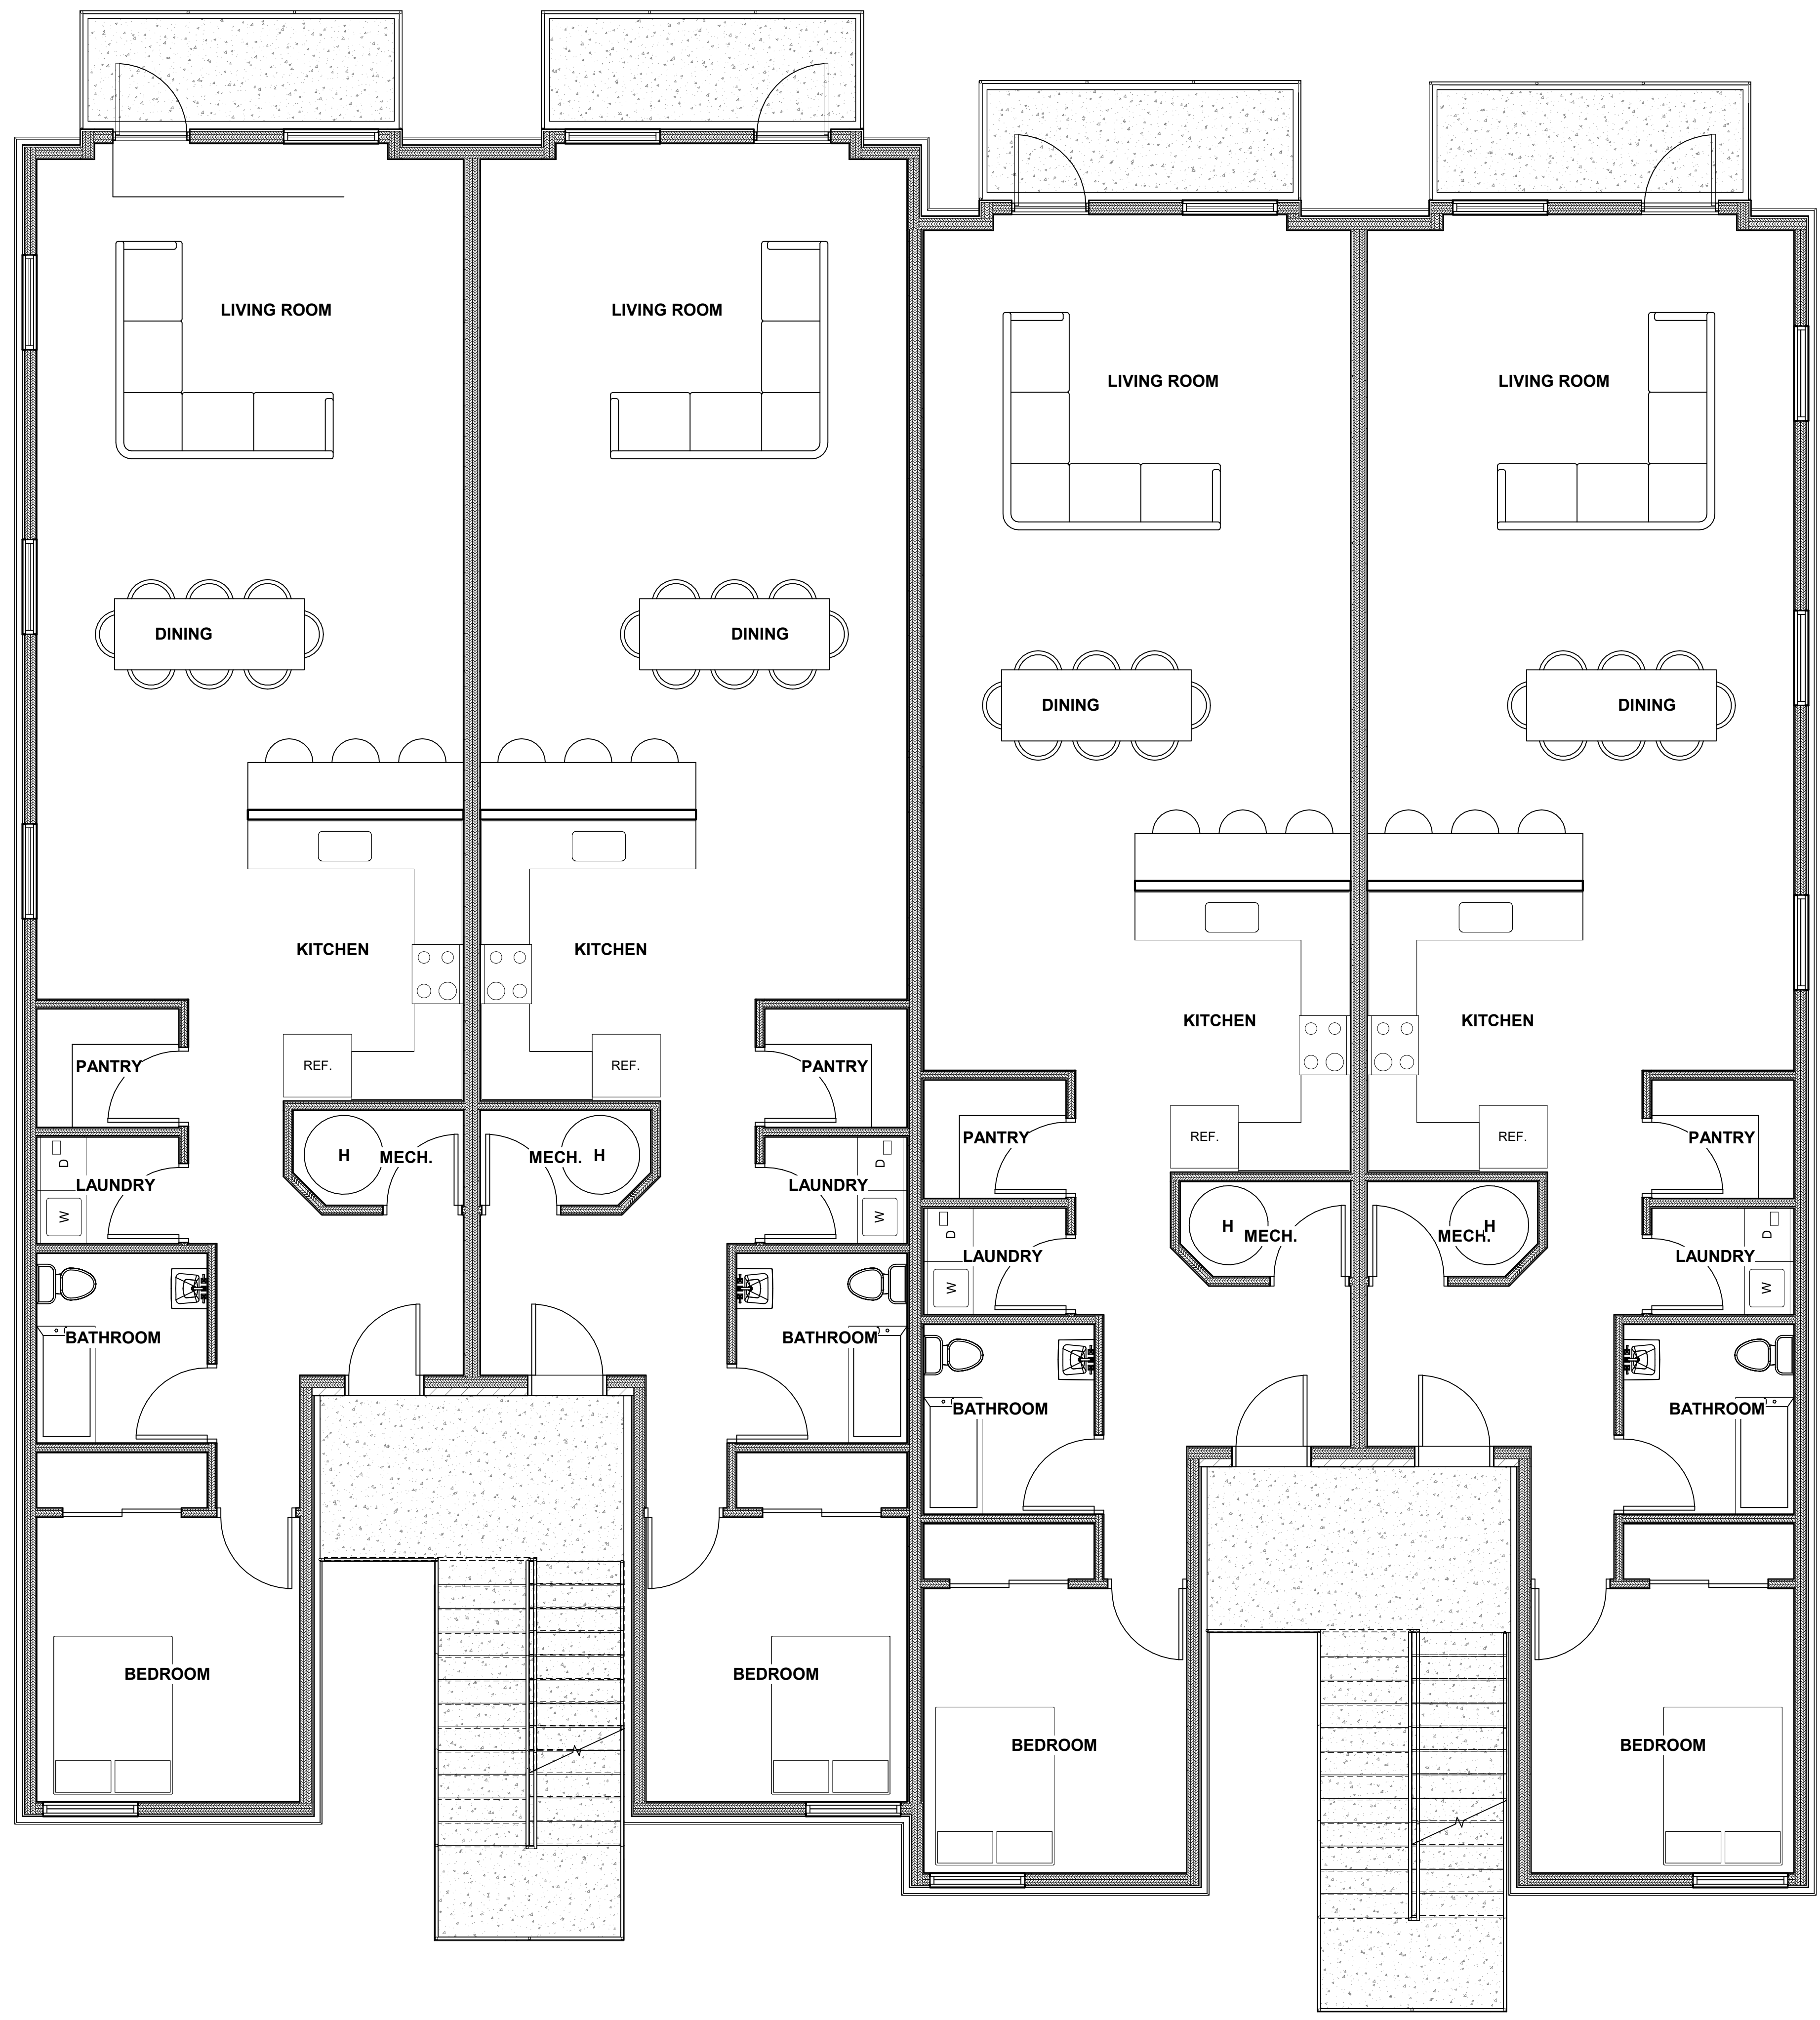 LIVING ROOM
LIVING ROOM
LIVING ROOM
LIVING ROOM
DINING
DINING
DINING
DINING
KITCHEN
KITCHEN
KITCHEN
KITCHEN
PANTRY
REF.
REF.
PANTRY
PANTRY
REF.
REF.
PANTRY
D
H
MECH.
MECH.
H
D
LAUNDRY
LAUNDRY
W
W
D
H
MECH.
MECH.
H
D
LAUNDRY
LAUNDRY
W
W
BATHROOM
BATHROOM
BATHROOM
BATHROOM
BEDROOM
BEDROOM
BEDROOM
BEDROOM